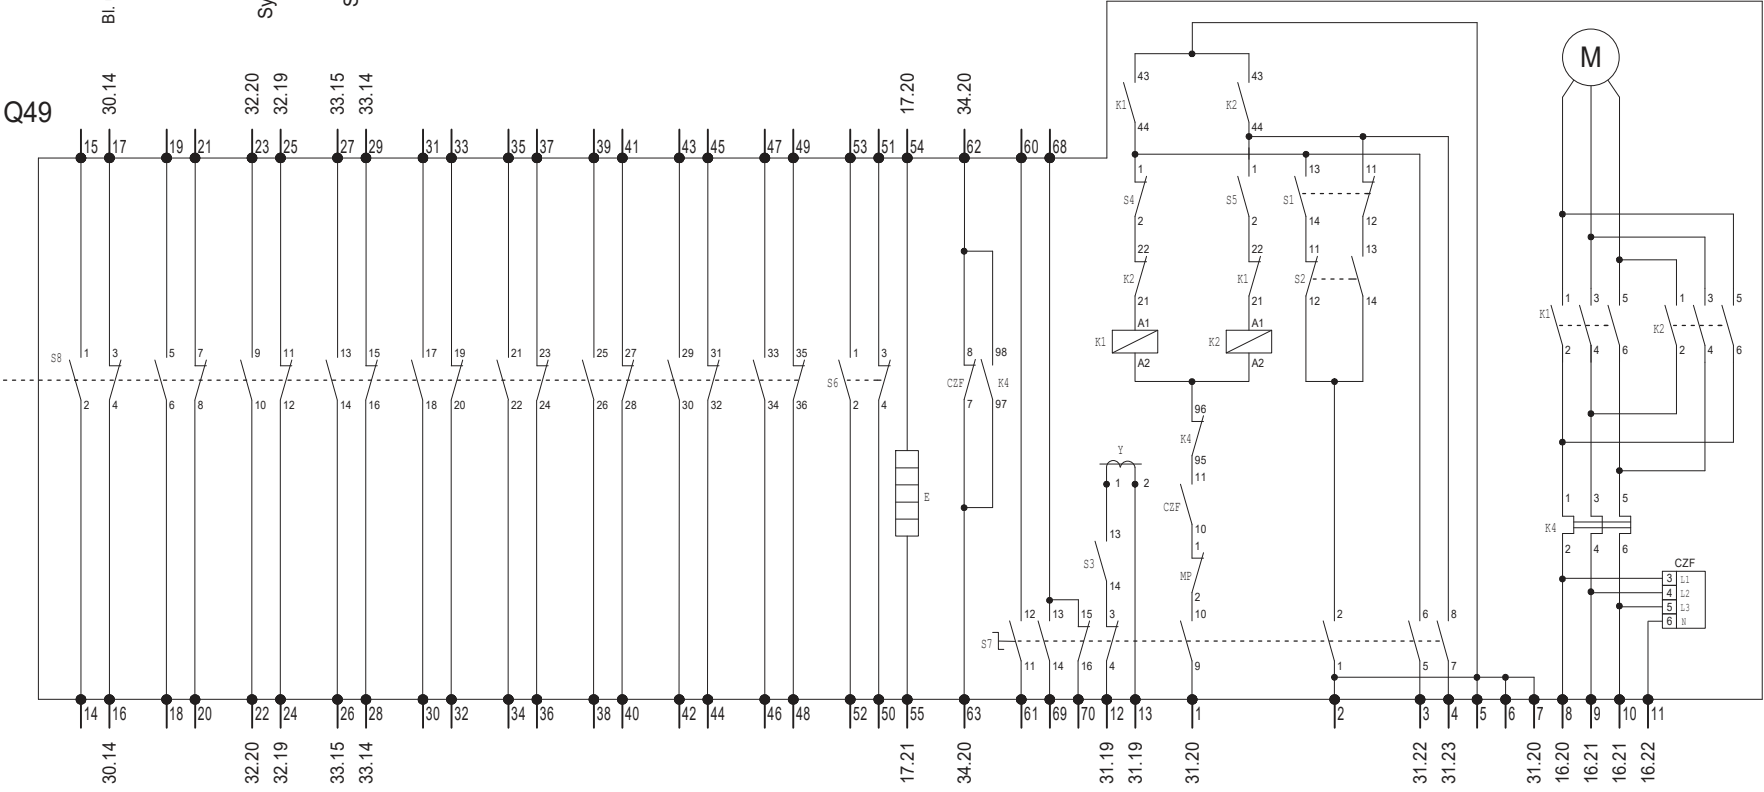 Bl.
Sy
S
Q49
30.14 32.20 32.19 33.15 33.14 17.20 34.20
M
43 43
K1 K2
44 44
15 17 19 21 23 25 27 29 31 33 35 37 39 41 43 45 47 49 53 51 54 62 60 68
1 1 13 11
S4 S5 S1
2 2 14 12
22 22 11 13
K2 K1 S2
21 21 12 14
A1 A1
K1 K2
A2 A2
1 3 5 1 3 5
K1 K2
2 4 6 2 4 6
1 3 5 7 9 11 13 15 17 19 21 23 25 27 29 31 33 35 1 3 8 98
S8 S6 CZF K4
2 4 6 8 10 12 14 16 18 20 22 24 26 28 30 32 34 36 2 4 7 97
96
K4
95
Y
1 2
11
CZF
10
E
1 3 5
K4
2 4 6
13
S3
14
1
MP
2
CZF
3 L1
4 L2
5 L3
6 N
12 13 15 3 10 2 6 8
S7
11 14 16 4 9 1 5 7
14 16 18 20 22 24 26 28 30 32 34 36 38 40 42 44 46 48 52 50 55 63 61 69 70 12 13 1 2 3 4 5 6 7 8 9 10 11
30.14 32.20 32.19 33.15 33.14 17.21 34.20 31.19 31.19 31.20 31.22 31.23 31.20 16.20 16.21 16.21 16.22